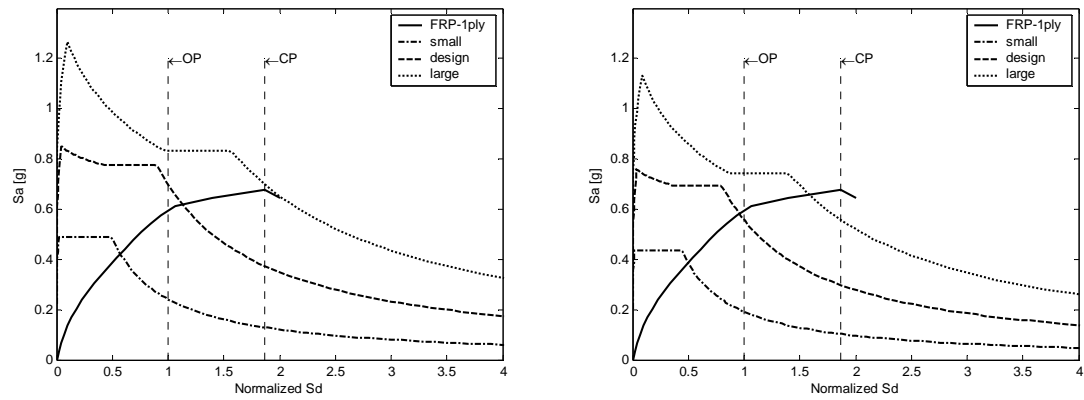 FRP-1ply
small
design
large
←OP
←CP
Sa [g]
1.2
1
0.8
0.6
0.4
0.2
0
0 0.5 1 1.5 2 2.5 3 3.5 4
Normalized Sd
FRP-1ply
small
design
large
←OP
←CP
Sa [g]
1.2
1
0.8
0.6
0.4
0.2
0
0 0.5 1 1.5 2 2.5 3 3.5 4
Normalized Sd